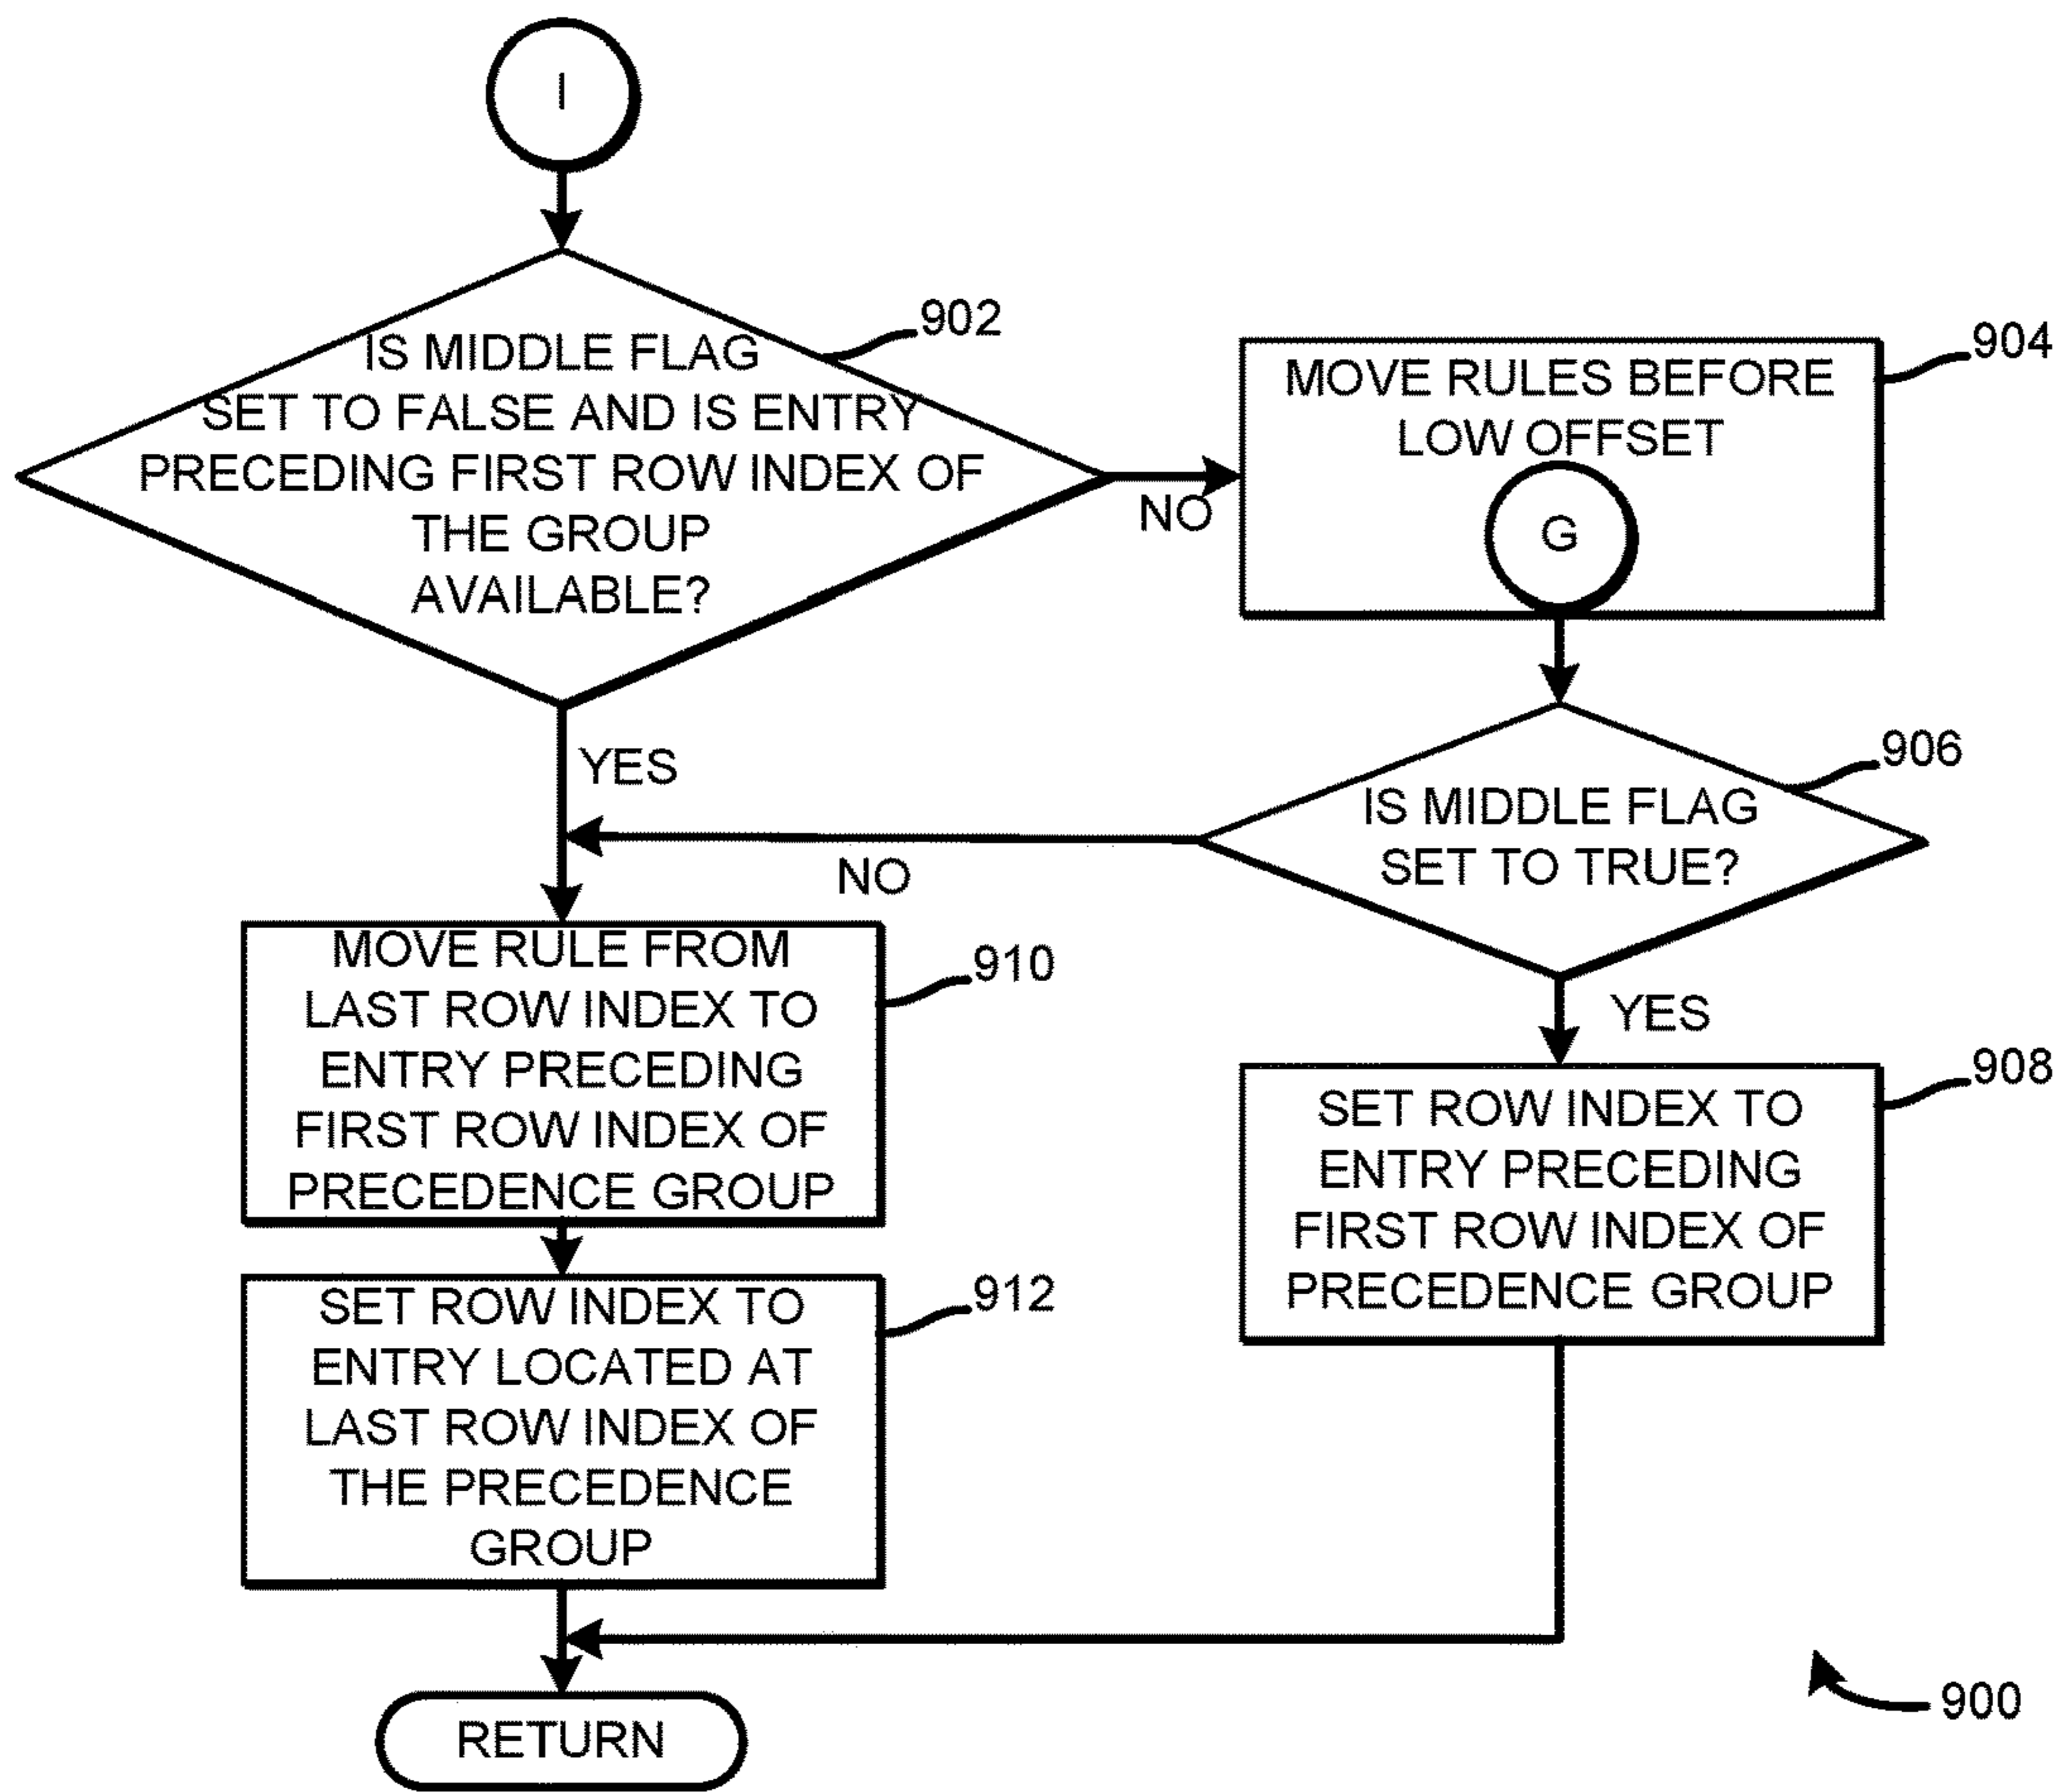 I
IS MIDDLE FLAG
SET TO FALSE AND IS ENTRY
PRECEDING FIRST ROW INDEX OF
THE GROUP
AVAILABLE?
902
NO
MOVE RULES BEFORE
LOW OFFSET
G
904
YES
IS MIDDLE FLAG
SET TO TRUE?
906
NO
YES
MOVE RULE FROM
LAST ROW INDEX TO
ENTRY PRECEDING
FIRST ROW INDEX OF
PRECEDENCE GROUP
910
SET ROW INDEX TO
ENTRY PRECEDING
FIRST ROW INDEX OF
PRECEDENCE GROUP
908
SET ROW INDEX TO
ENTRY LOCATED AT
LAST ROW INDEX OF
THE PRECEDENCE
GROUP
912
RETURN
900